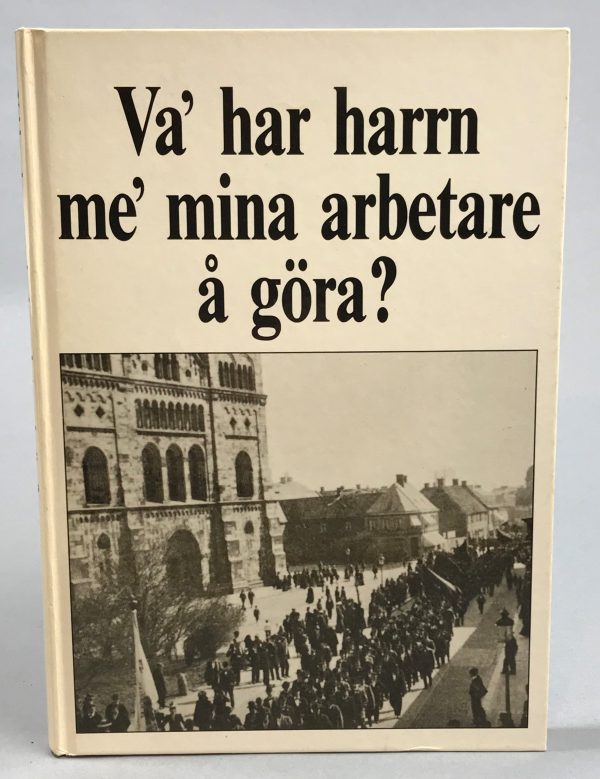 Va’ har harrn
me’ mina arbetare
å göra?